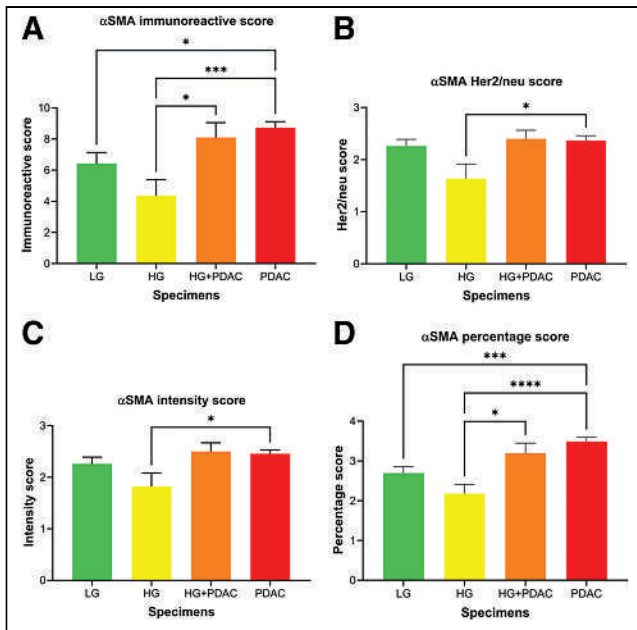 A
αSMA immunoreactive score
*
***
*
Immunoreactive score
10
8
6
4
2
0
LG HG HG+PDAC PDAC
Specimens
B
αSMA Her2/neu score
*
Her2/neu score
3
2
1
0
LG HG HG+PDAC PDAC
Specimens
C
αSMA intensity score
*
Intensity score
3
2
1
0
LG HG HG+PDAC PDAC
Specimens
D
αSMA percentage score
***
****
*
Percentage score
4
3
2
1
0
LG HG HG+PDAC PDAC
Specimens